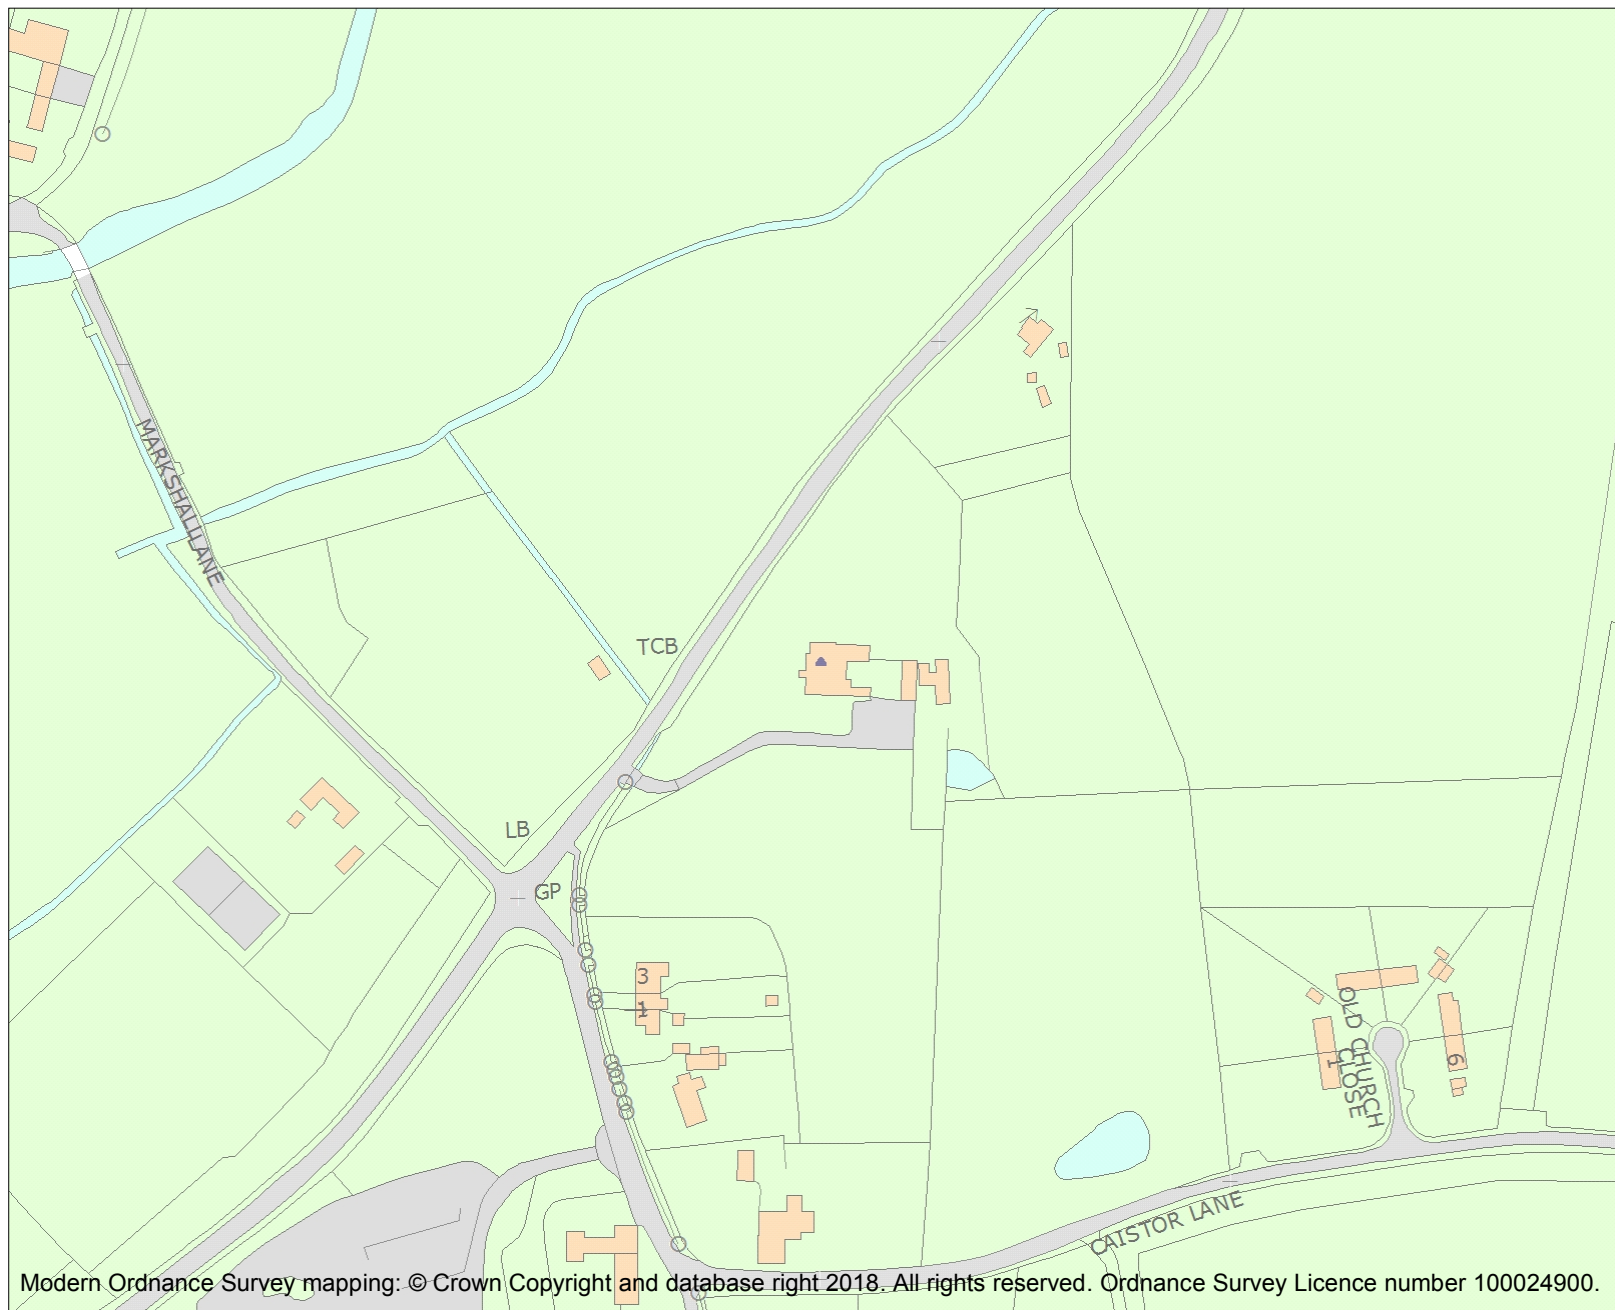 MARKSHALL LANE
TCB
LB
GP
3
1
OLD CHURCH
CLOSE
1
6
CAISTOR LANE
Modern Ordnance Survey mapping: © Crown Copyright and database right 2018. All rights reserved. Ordnance Survey Licence number 100024900.